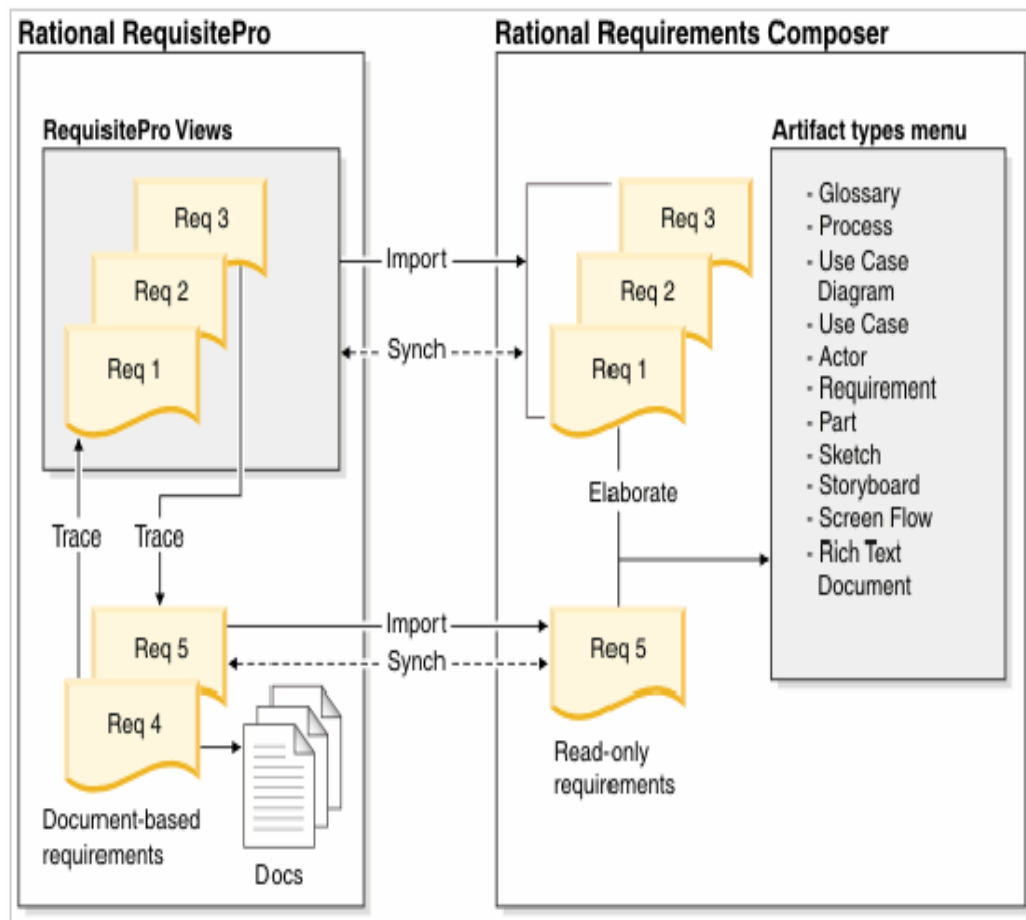 Rational RequisitePro
Rational Requirements Composer
RequisitePro Views
Artifact types menu
Req 3
Req 2
Req 1
Import
Synch
Req 3
Req 2
Req 1
- Glossary
- Process
- Use Case
Diagram
- Use Case
- Actor
- Requirement
- Part
- Sketch
- Storyboard
- Screen Flow
- Rich Text
Document
Elaborate
Trace
Trace
Req 5
Req 4
Import
Synch
Req 5
Document-based
requirements
Docs
Read-only
requirements